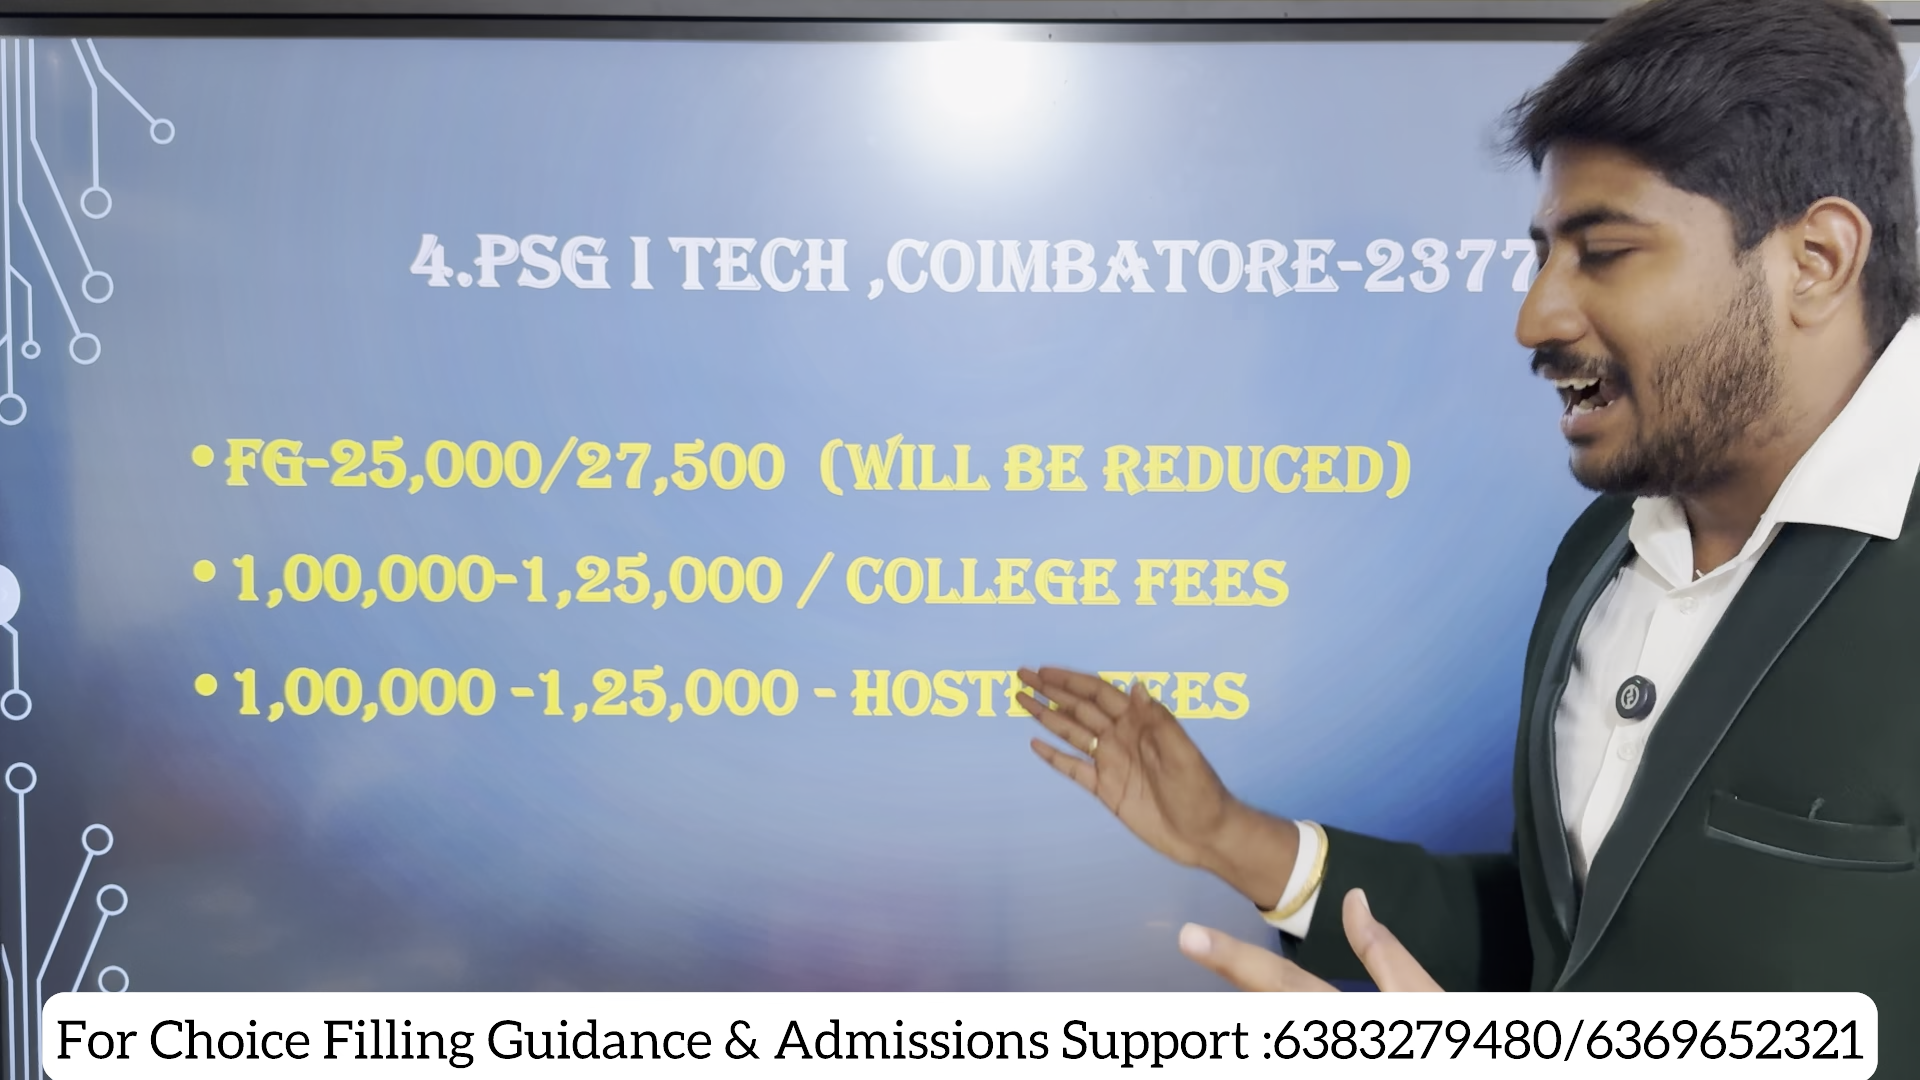 4.PSG I TECH ,COIMBATORE-2377
•FG-25,000/27,500 (WILL BE REDUCED)
•1,00,000-1,25,000 / COLLEGE FEES
•1,00,000 -1,25,000 - HOSTEL FEES
For Choice Filling Guidance & Admissions Support :6383279480/6369652321